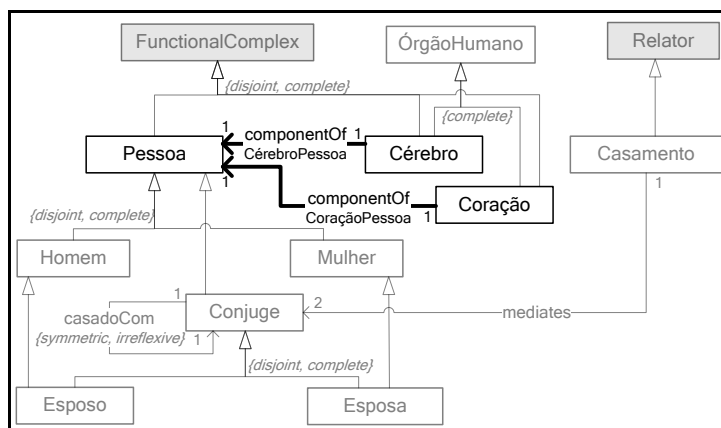 FunctionalComplex
ÓrgãoHumano
Relator
{disjoint, complete}
{complete}
1
componentOf
1
CérebroPessoa
Pessoa
Cérebro
Casamento
1
componentOf
CoraçãoPessoa
1
Coração
1
{disjoint, complete}
Homem
Mulher
1
Conjuge
2
mediates
casadoCom
{symmetric, irreflexive}
1
{disjoint, complete}
Esposo
Esposa